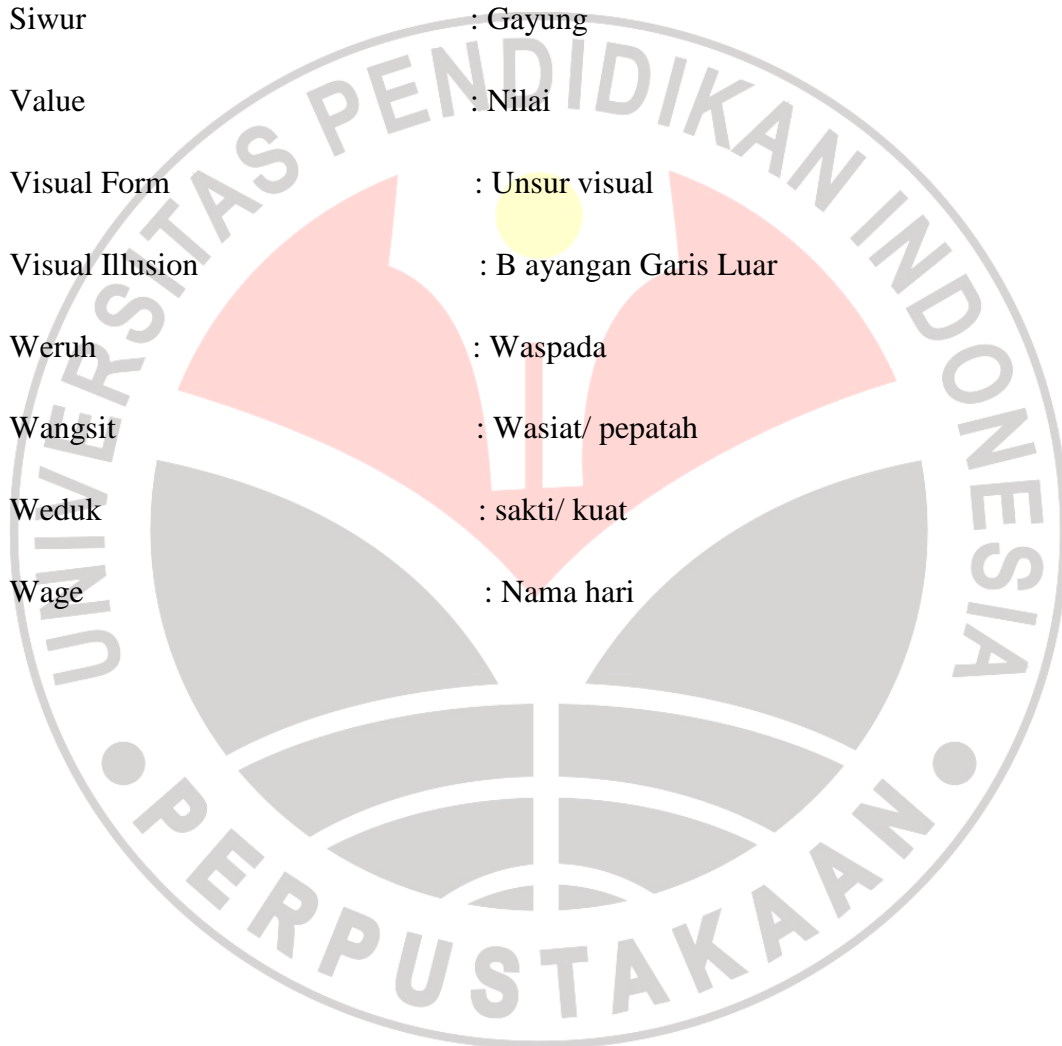 Siwur : Gayung
Value : Nilai
Visual Form : Unsur visual
Visual Illusion : B ayangan Garis Luar
Weruh : Waspada
Wangsit : Wasiat/ pepatah
Weduk : sakti/ kuat
Wage : Nama hari
UNIVERSITAS PENDIDIKAN INDONESIA
PERPUSTAKAAN